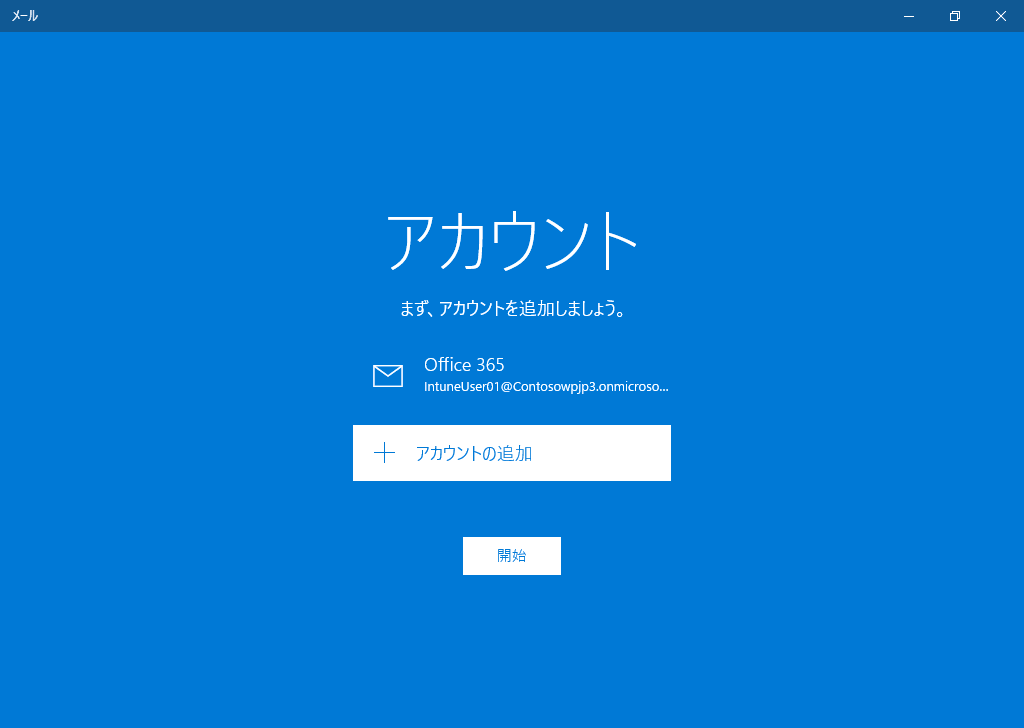 メール
アカウント
まず、アカウントを追加しましょう。
Office 365
IntuneUser01@Contosowpjp3.onmicroso...
アカウントの追加
開始